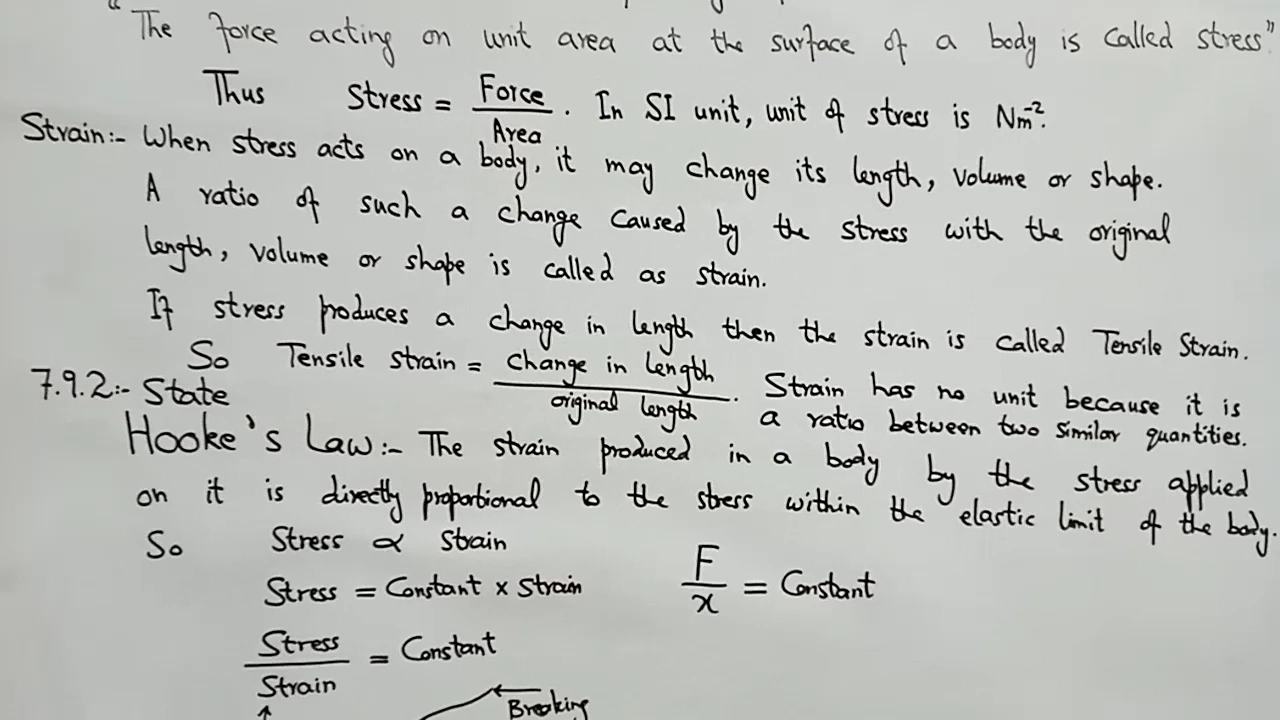 "The force acting on unit area at the surface of a body is called stress"
Thus Stress = Force / Area . In SI unit, unit of stress is Nm⁻².
Strain:- When stress acts on a body, it may change its length, volume or shape.
A ratio of such a change caused by the stress with the original
length, volume or shape is called as strain.
If stress produces a change in length then the strain is called Tensile Strain.
So Tensile strain = change in length / original length . Strain has no unit because it is
a ratio between two similar quantities.
7.9.2:- State
Hooke's Law:- The strain produced in a body by the stress applied
on it is directly proportional to the stress within the elastic limit of the body.
So Stress ∝ Strain
Stress = Constant x Strain
F / x = Constant
Stress / Strain = Constant
Breaking